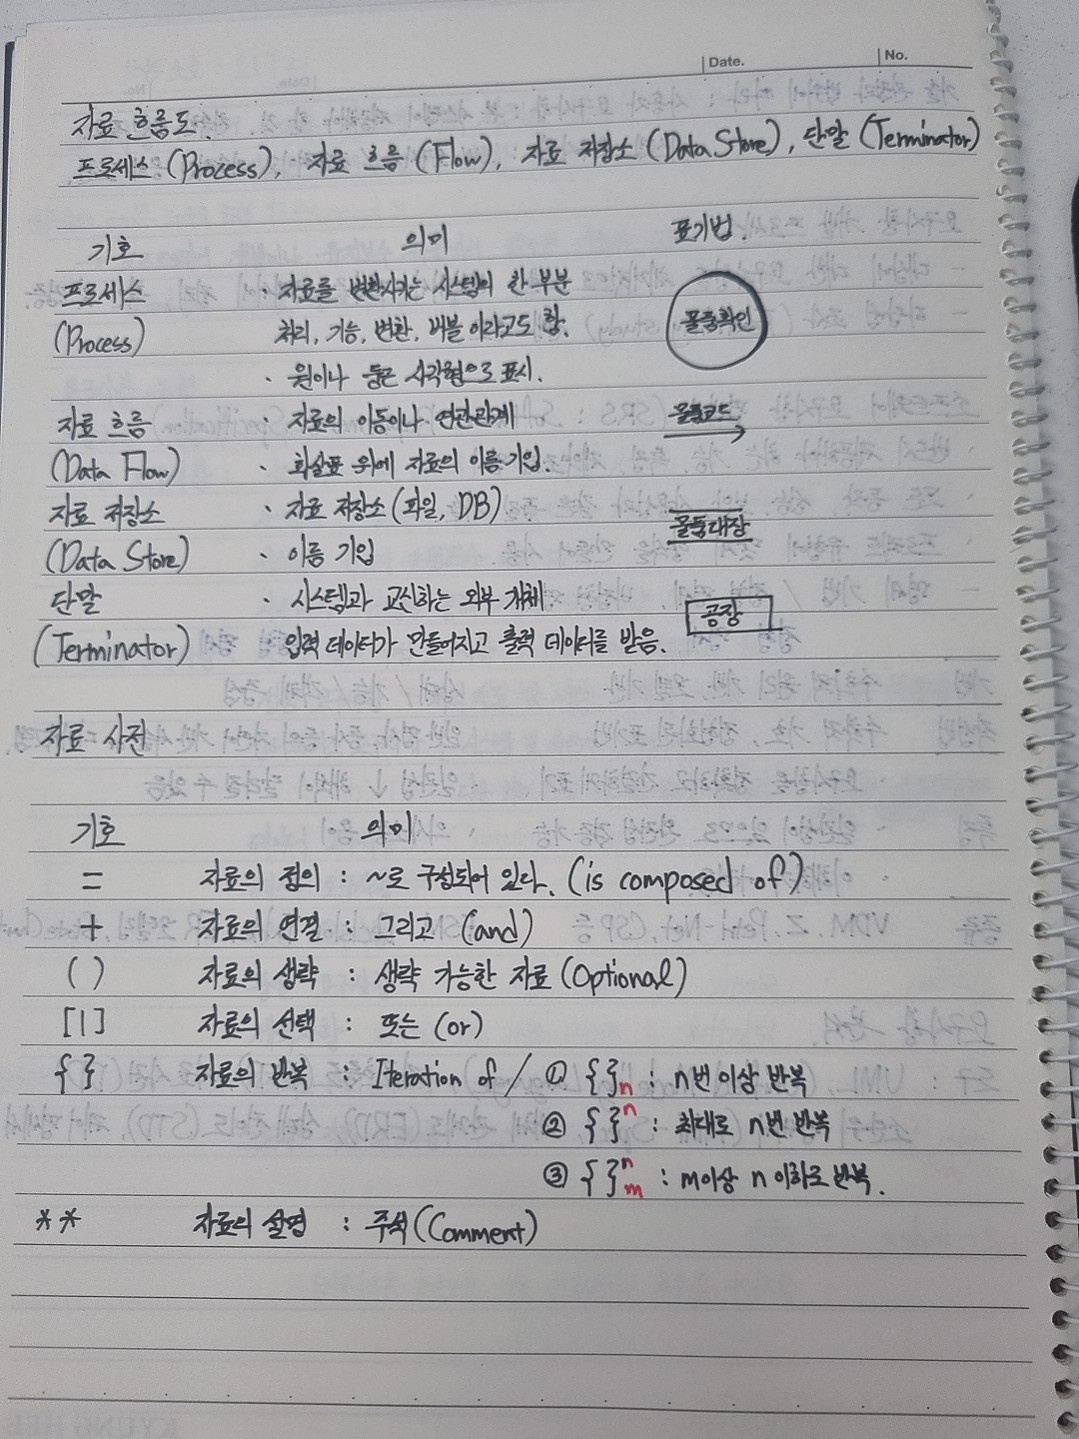 Date.
No.
자료 흐름도
프로세스 (Process), 자료 흐름 (Flow), 자료 저장소 (Data Store), 단말 (Terminator)
기호 의미 표기법.
프로세스 · 자료를 변환시키는 시스템의 한 부분
(Process) 처리, 기능, 변환, 버블 이라고도 함. 물품확인
· 원이나 둥근 사각형으로 표시.
자료 흐름 · 자료의 이동이나 연관관계 물품코드
(Data Flow) · 화살표 위에 자료의 이름 기입.
자료 저장소 · 자료 저장소 (파일, DB) 물품대장
(Data Store) · 이름 기입
단말 · 시스템과 교신하는 외부 개체 공장
(Terminator) 입력 데이터가 만들어지고 출력 데이터를 받음.
자료 사전
기호 의미
= 자료의 정의 : ~로 구성되어 있다. (is composed of)
+ 자료의 연결 : 그리고 (and)
( ) 자료의 생략 : 생략 가능한 자료 (Optional)
[ | ] 자료의 선택 : 또는 (or)
{ } 자료의 반복 : Iteration of / ① { }n : n번 이상 반복
② { }n : 최대로 n번 반복
③ { }n m : m이상 n이하로 반복.
** 자료의 설명 : 주석 (Comment)